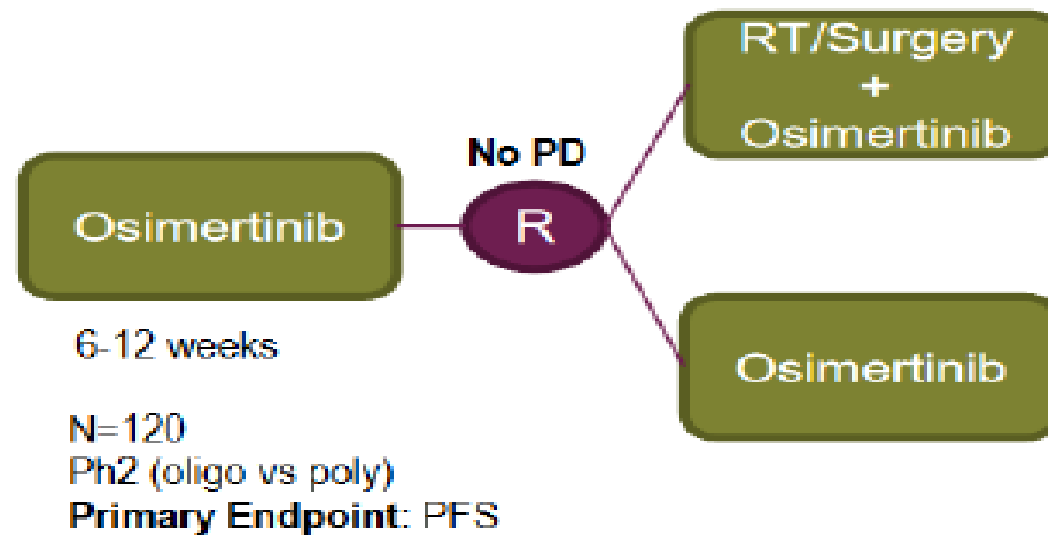 Osimertinib
6-12 weeks
N=120
Ph2 (oligo vs poly)
Primary Endpoint: PFS
No PD
R
RT/Surgery
+
Osimertinib
Osimertinib